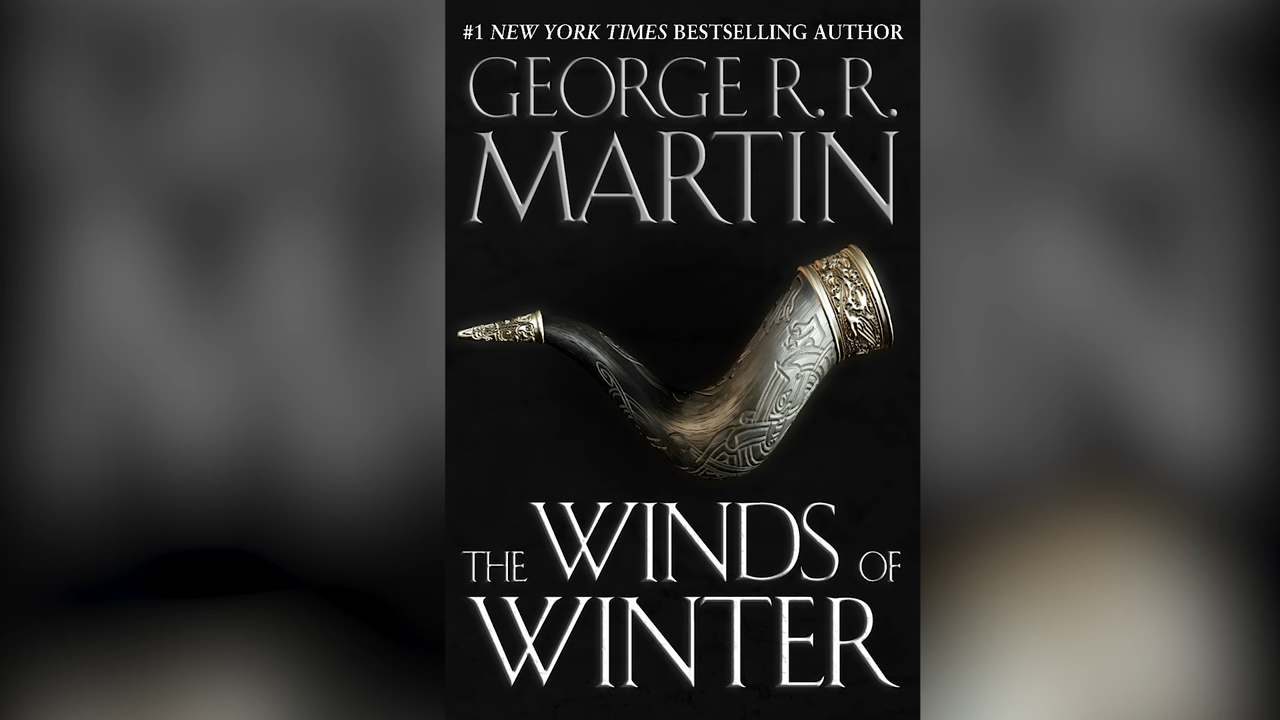 #1 NEW YORK TIMES BESTSELLING AUTHOR
GEORGE R. R.
MARTIN
THE WINDS OF
WINTER